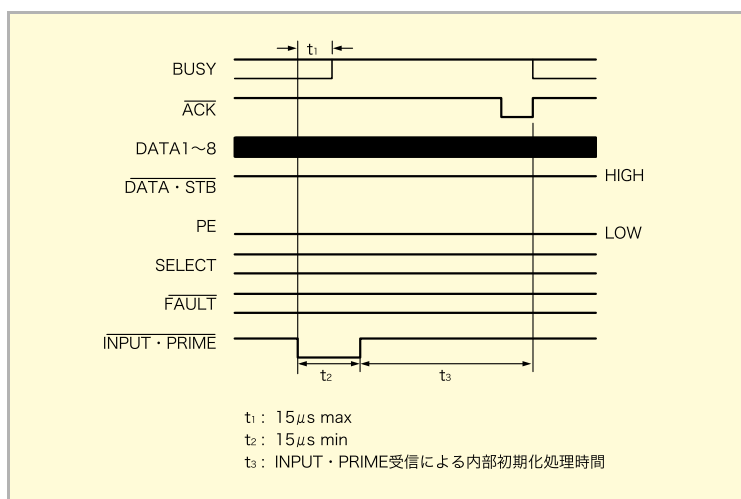 t1
BUSY
ACK
DATA1〜8
DATA・STB
HIGH
PE
LOW
SELECT
FAULT
INPUT・PRIME
t2
t3
t1 : 15μs max
t2 : 15μs min
t3 : INPUT・PRIME受信による内部初期化処理時間